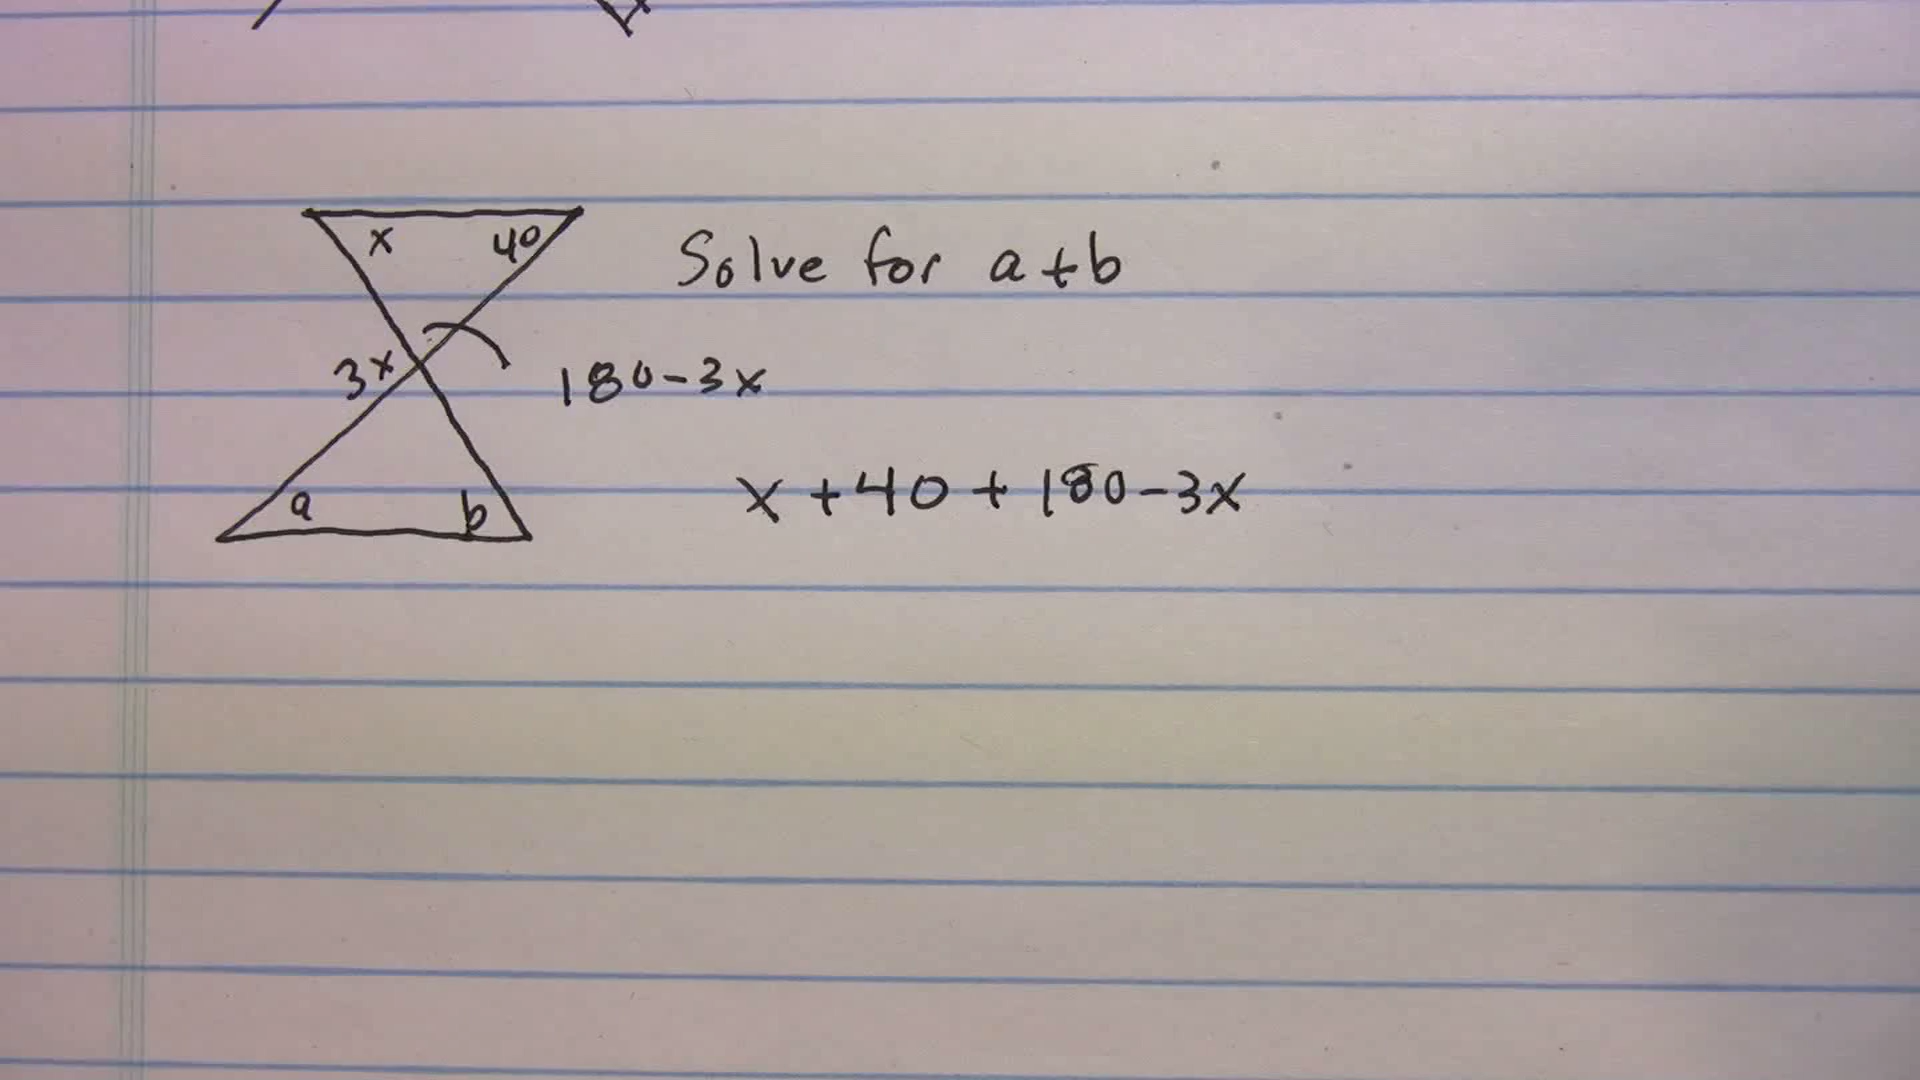 x 40 Solve for a+b
3x 180-3x
a b x + 40 + 180-3x